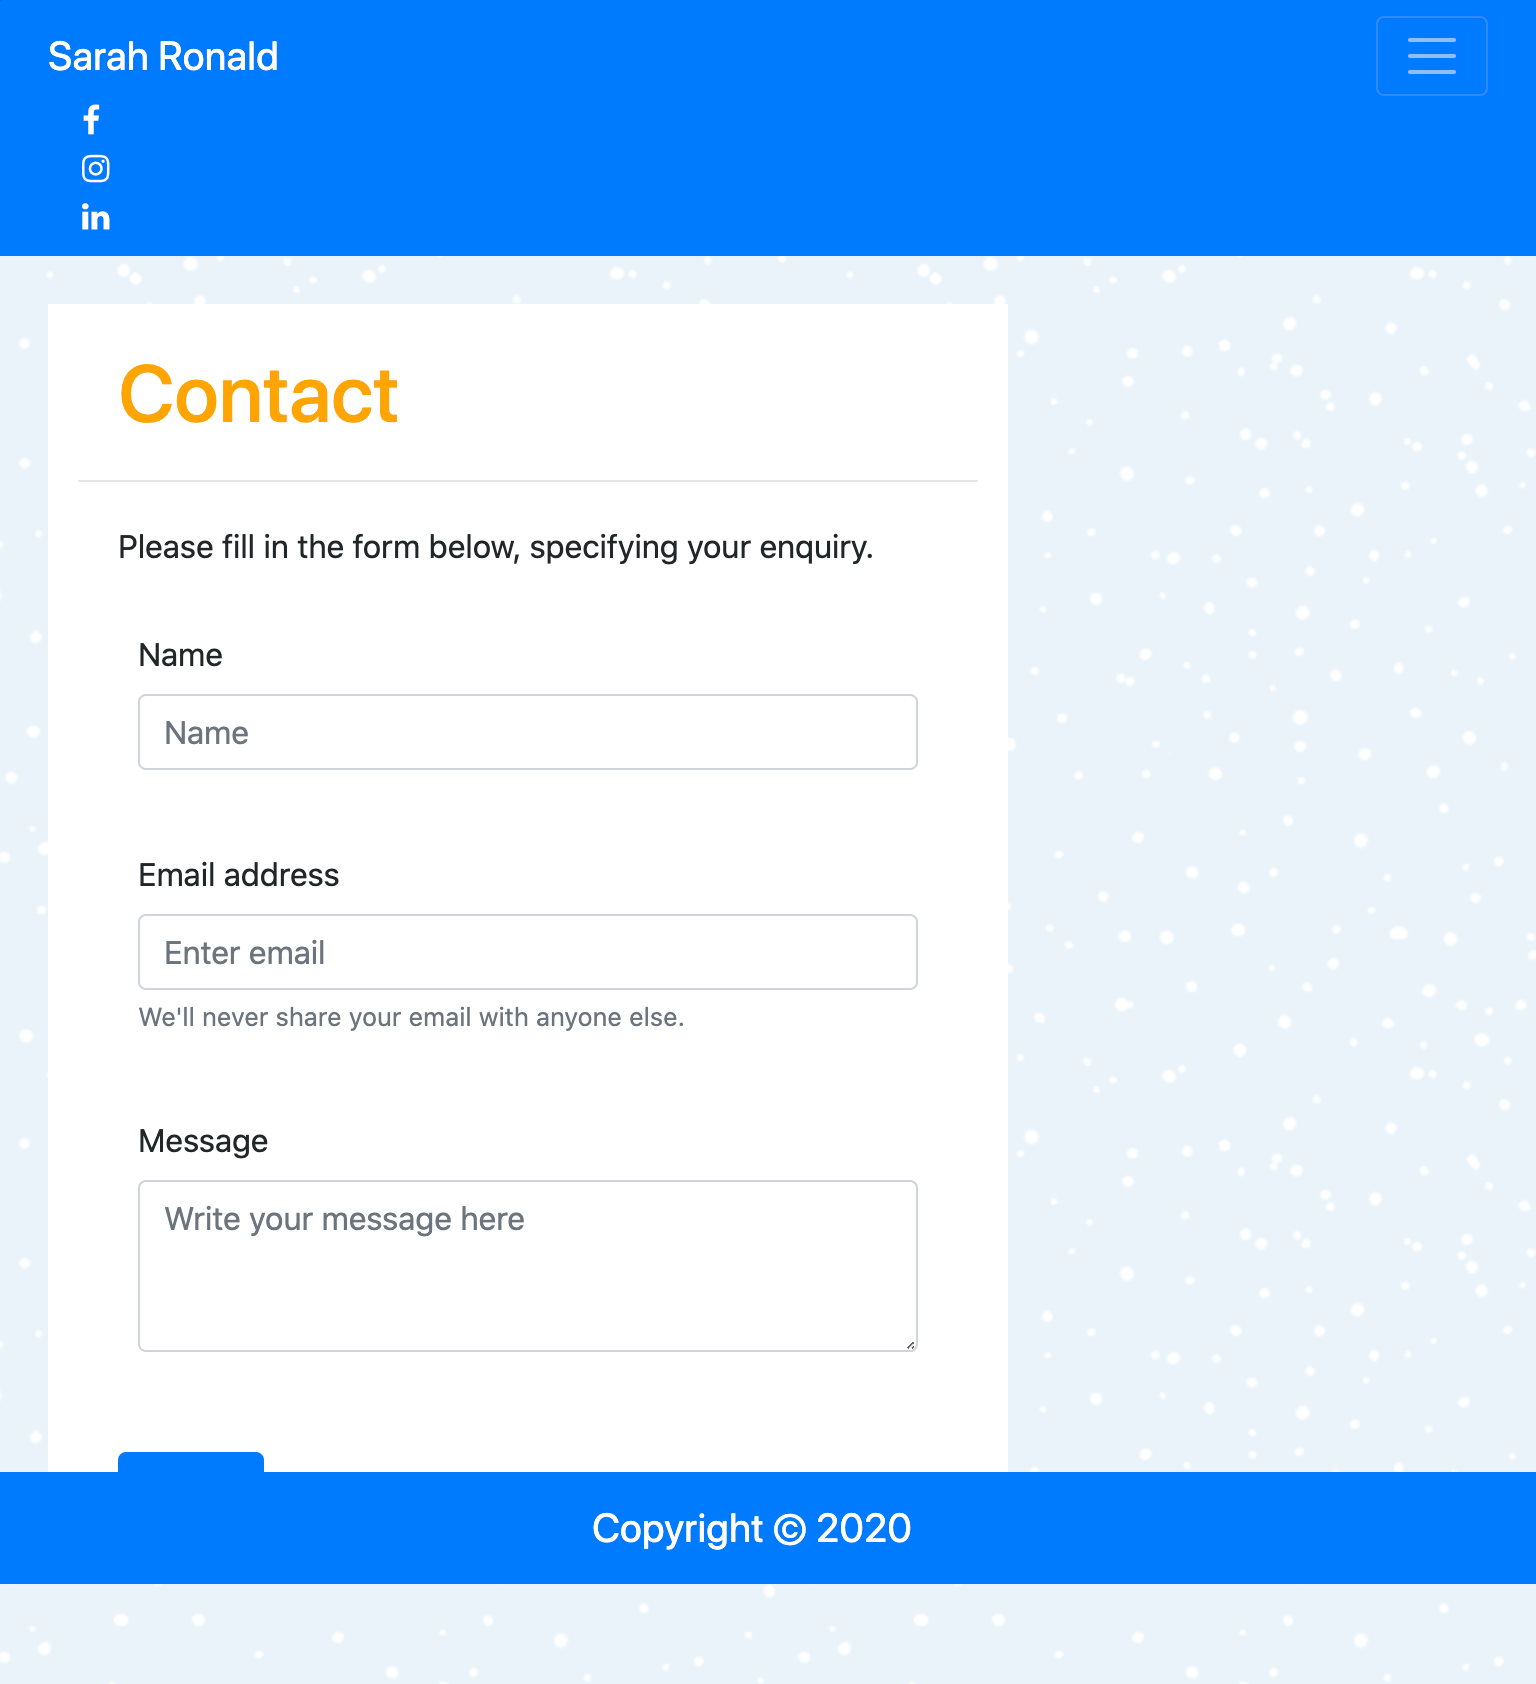 Sarah Ronald
Contact
Please fill in the form below, specifying your enquiry.
Name
Name
Email address
Enter email
We'll never share your email with anyone else.
Message
Write your message here
Copyright © 2020